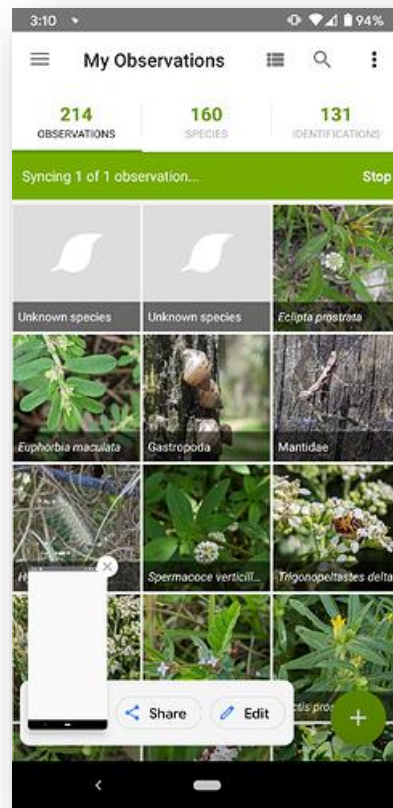 3:10
94%
My Observations
214
160
131
OBSERVATIONS
SPECIES
IDENTIFICATIONS
Syncing 1 of 1 observation...
Stop
Unknown species
Unknown species
Eclipta prostrata
Euphorbia maculata
Gastropoda
Mantidae
Spermacoce verticill...
Trigonopeltastes delta
Share
Edit